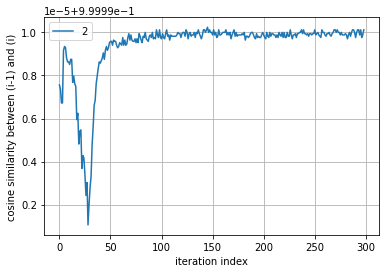 1e−5+9.9999e−1
2
1.0
0.8
0.6
0.4
0.2
cosine similarity between (i-1) and (i)
0 50 100 150 200 250 300
iteration index